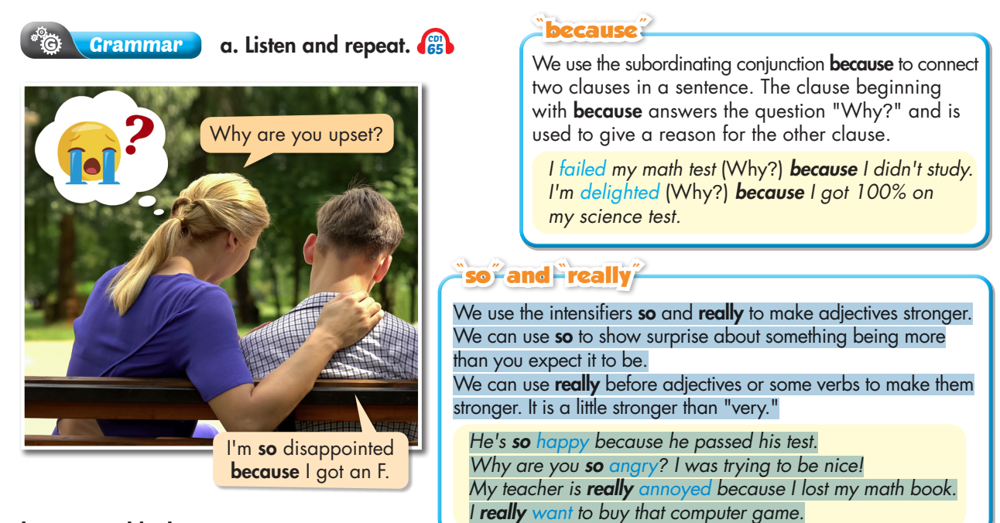 Grammar
a. Listen and repeat.
CD1
65
Why are you upset?
I'm so disappointed
because I got an F.
"because"
We use the subordinating conjunction because to connect
two clauses in a sentence. The clause beginning
with because answers the question "Why?" and is
used to give a reason for the other clause.
I failed my math test (Why?) because I didn't study.
I'm delighted (Why?) because I got 100% on
my science test.
"so" and "really"
We use the intensifiers so and really to make adjectives stronger.
We can use so to show surprise about something being more
than you expect it to be.
We can use really before adjectives or some verbs to make them
stronger. It is a little stronger than "very."
He's so happy because he passed his test.
Why are you so angry? I was trying to be nice!
My teacher is really annoyed because I lost my math book.
I really want to buy that computer game.